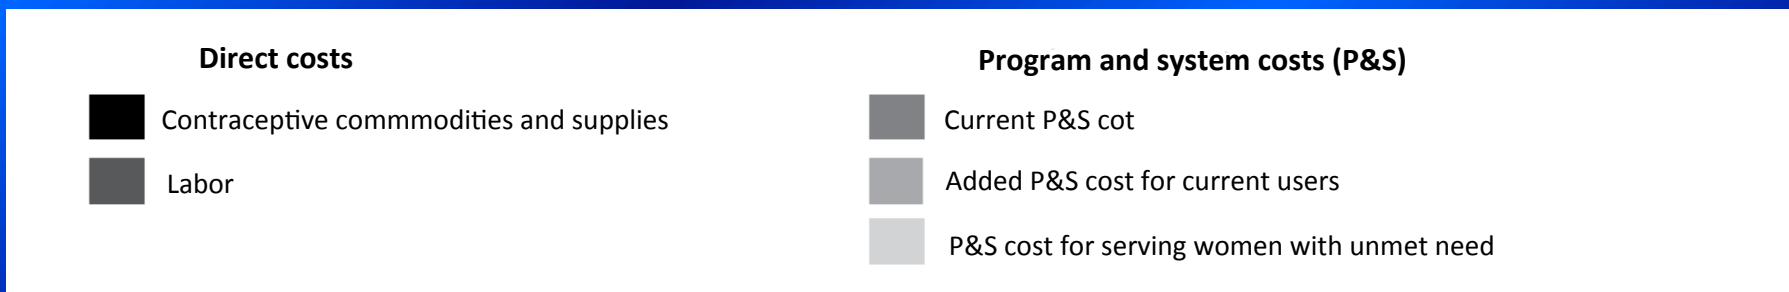 Direct costs
Contraceptive commmodities and supplies
Labor
Program and system costs (P&S)
Current P&S cot
Added P&S cost for current users
P&S cost for serving women with unmet need